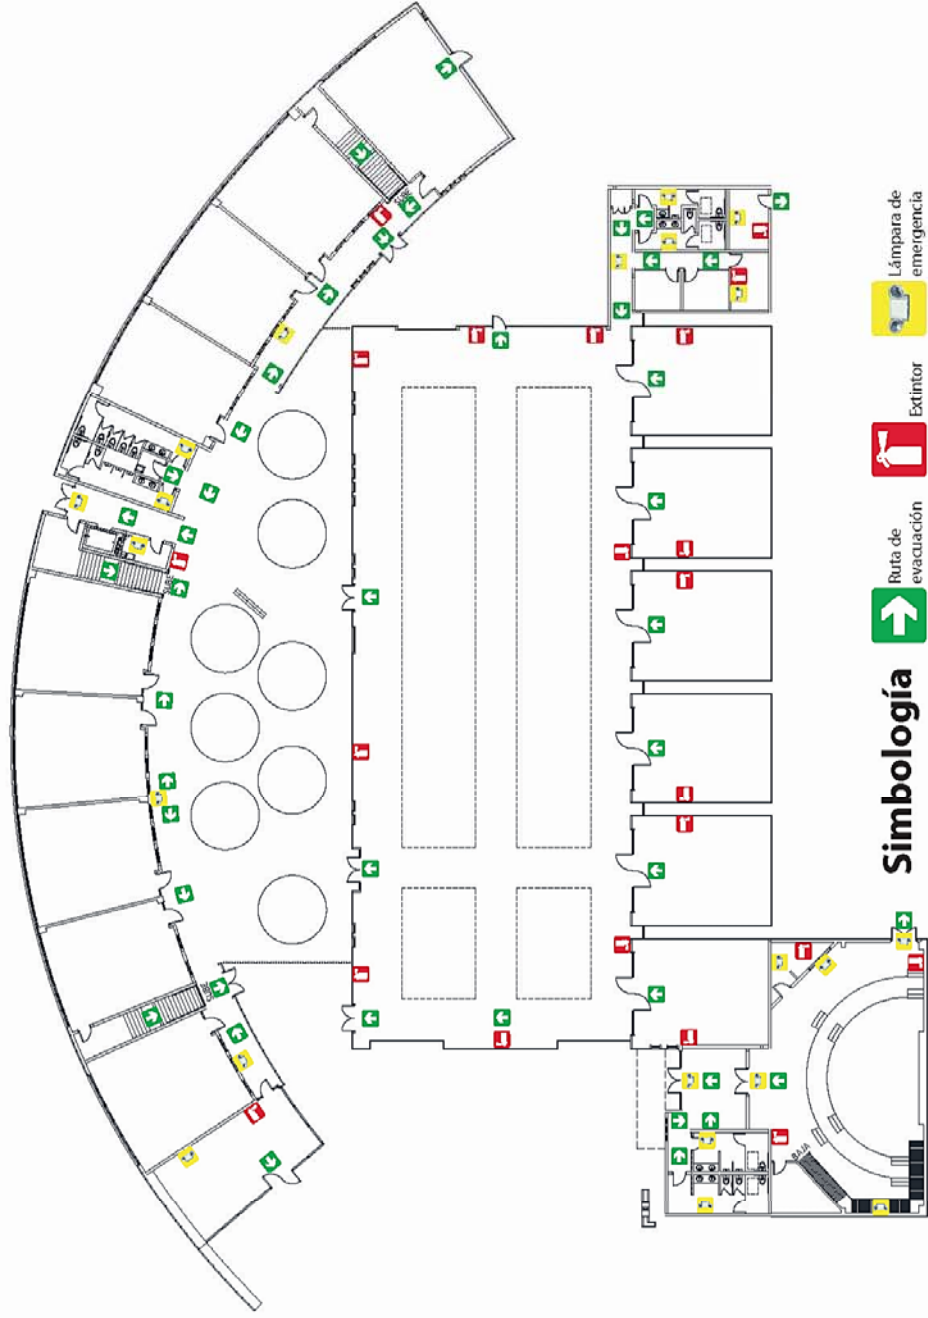 Simbología
Ruta de
evacuación
Extintor
Lámpara de
emergencia
BAJA